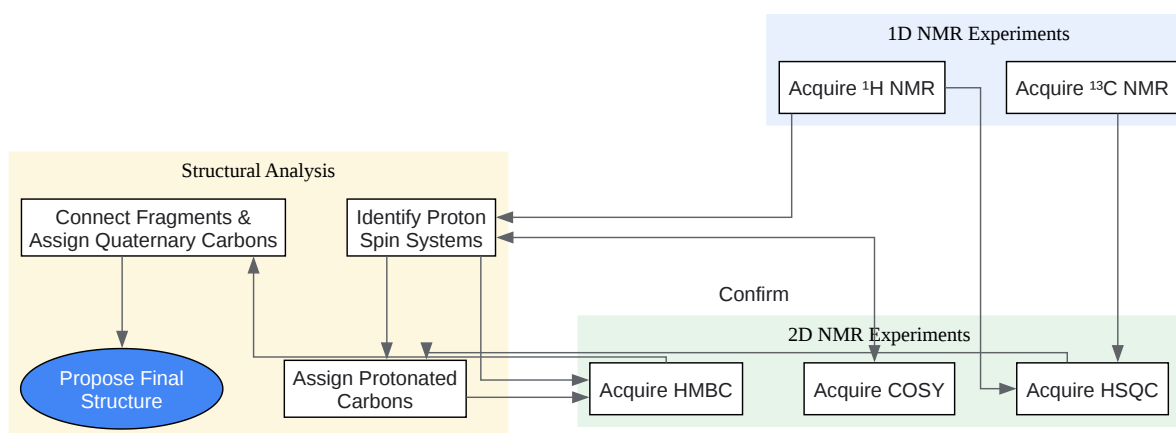 1D NMR Experiments
Acquire ¹H NMR
Acquire ¹³C NMR
Structural Analysis
Connect Fragments &
Assign Quaternary Carbons
Identify Proton
Spin Systems
Confirm
2D NMR Experiments
Propose Final
Structure
Assign Protonated
Carbons
Acquire HMBC
Acquire COSY
Acquire HSQC